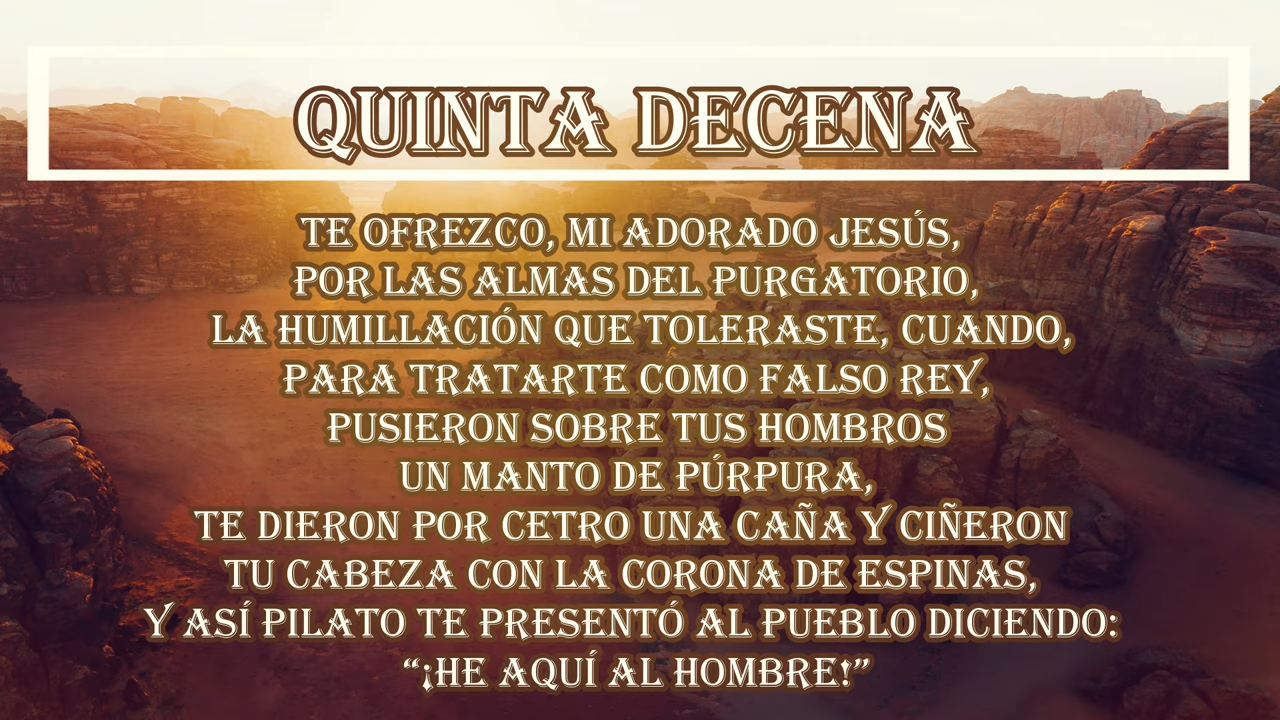 QUINTA DECENA
TE OFREZCO, MI ADORADO JESÚS,
POR LAS ALMAS DEL PURGATORIO,
LA HUMILLACIÓN QUE TOLERASTE, CUANDO,
PARA TRATARTE COMO FALSO REY,
PUSIERON SOBRE TUS HOMBROS
UN MANTO DE PÚRPURA,
TE DIERON POR CETRO UNA CAÑA Y CIÑERON
TU CABEZA CON LA CORONA DE ESPINAS,
Y ASÍ PILATO TE PRESENTÓ AL PUEBLO DICIENDO:
“¡HE AQUÍ AL HOMBRE!”